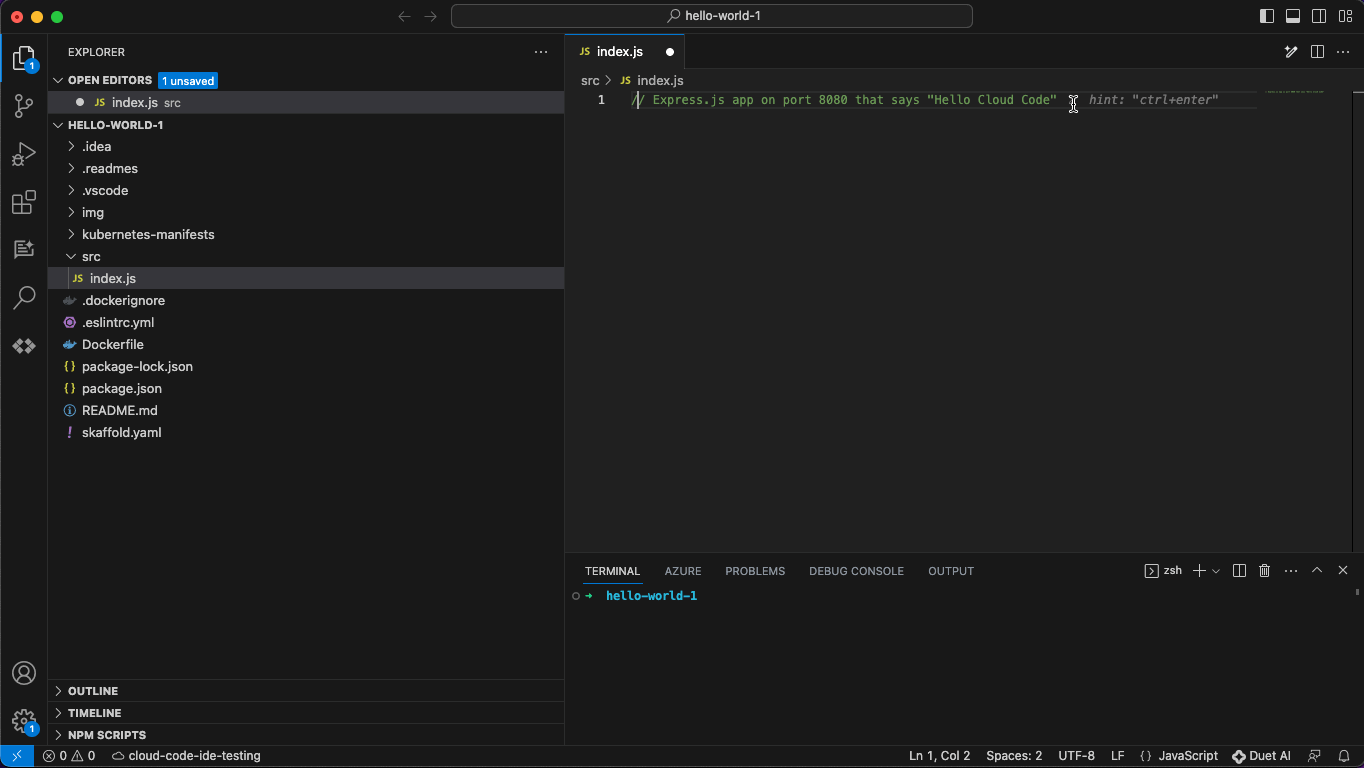 hello-world-1
EXPLORER
1
OPEN EDITORS 1 unsaved
JS index.js src
HELLO-WORLD-1
.idea
.readmes
.vscode
img
kubernetes-manifests
src
JS index.js
.dockerignore
.eslintrc.yml
{} Dockerfile
{} package-lock.json
{} package.json
README.md
! skaffold.yaml
OUTLINE
TIMELINE
1
NPM SCRIPTS
JS index.js
src > JS index.js
1 // Express.js app on port 8080 that says "Hello Cloud Code" hint: "ctrl+enter"
TERMINAL AZURE PROBLEMS DEBUG CONSOLE OUTPUT zsh
hello-world-1
0 0 cloud-code-ide-testing Ln 1, Col 2 Spaces: 2 UTF-8 LF {} JavaScript Duet AI